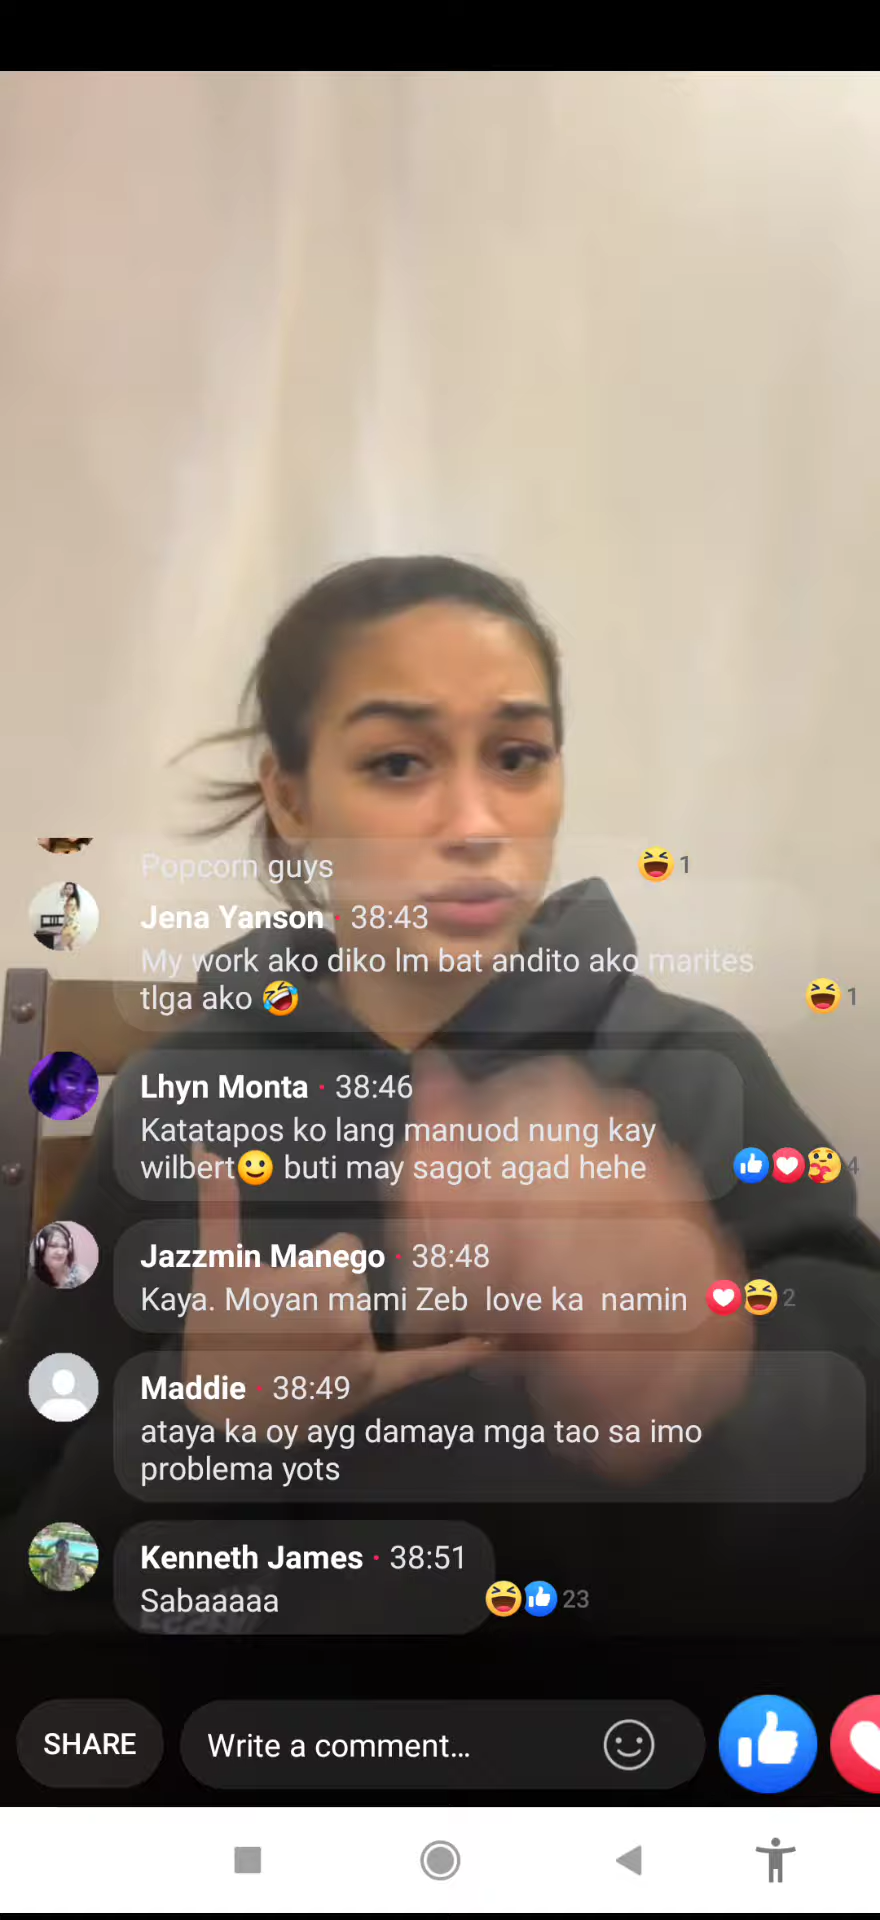 Popcorn guys
1
Jena Yanson · 38:43
My work ako diko lm bat andito ako marites
tlga ako 🤣
1
Lhyn Monta · 38:46
Katatapos ko lang manuod nung kay
wilbert🙂 buti may sagot agad hehe
4
Jazzmin Manego · 38:48
Kaya. Moyan mami Zeb love ka namin
2
Maddie · 38:49
ataya ka oy ayg damaya mga tao sa imo
problema yots
Kenneth James · 38:51
Sabaaaaa
23
SHARE
Write a comment...